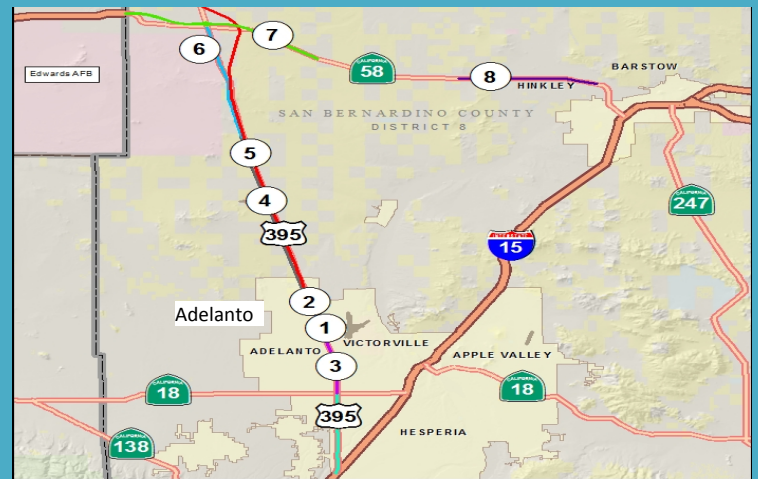 6
7
CALIFORNIA
58
8
BARSTOW
HINKLEY
Edwards AFB
SAN BERNARDINO COUNTY
DISTRICT 8
5
4
CALIFORNIA
247
395
15
2
Adelanto
1
VICTORVILLE
ADELANTO
3
APPLE VALLEY
CALIFORNIA
18
CALIFORNIA
18
395
HESPERIA
CALIFORNIA
138